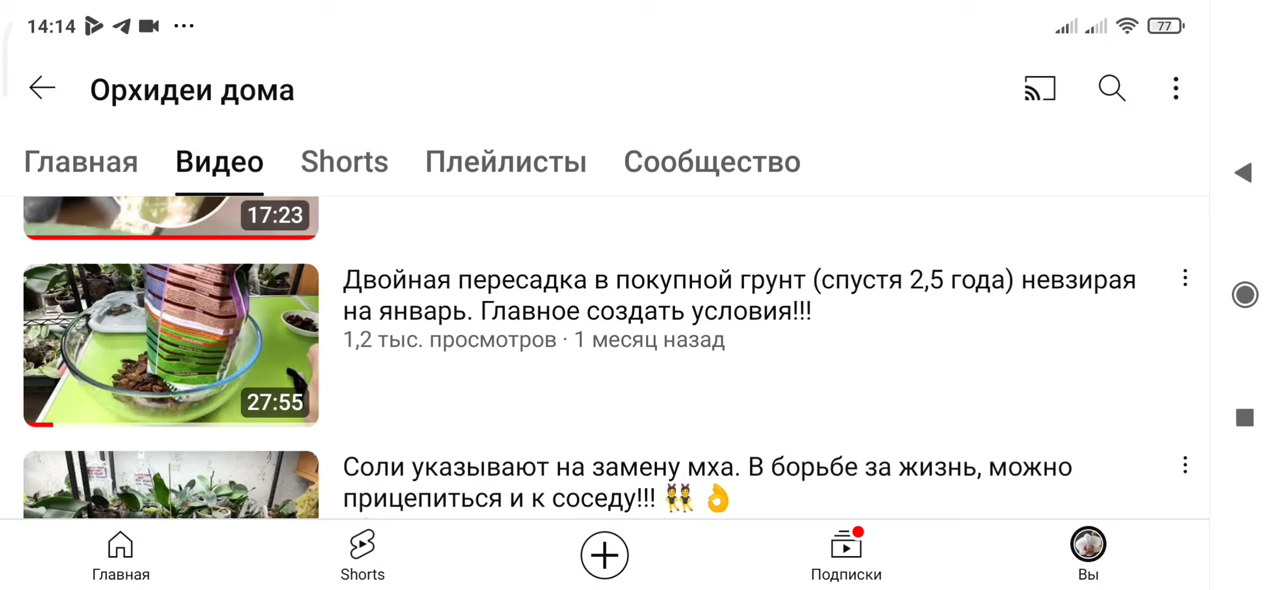 14:14
77
Орхидеи дома
Главная Видео Shorts Плейлисты Сообщество
17:23
Двойная пересадка в покупной грунт (спустя 2,5 года) невзирая
на январь. Главное создать условия!!!
1,2 тыс. просмотров · 1 месяц назад
27:55
Соли указывают на замену мха. В борьбе за жизнь, можно
прицепиться и к соседу!!! 👯 👌
Главная Shorts Подписки Вы